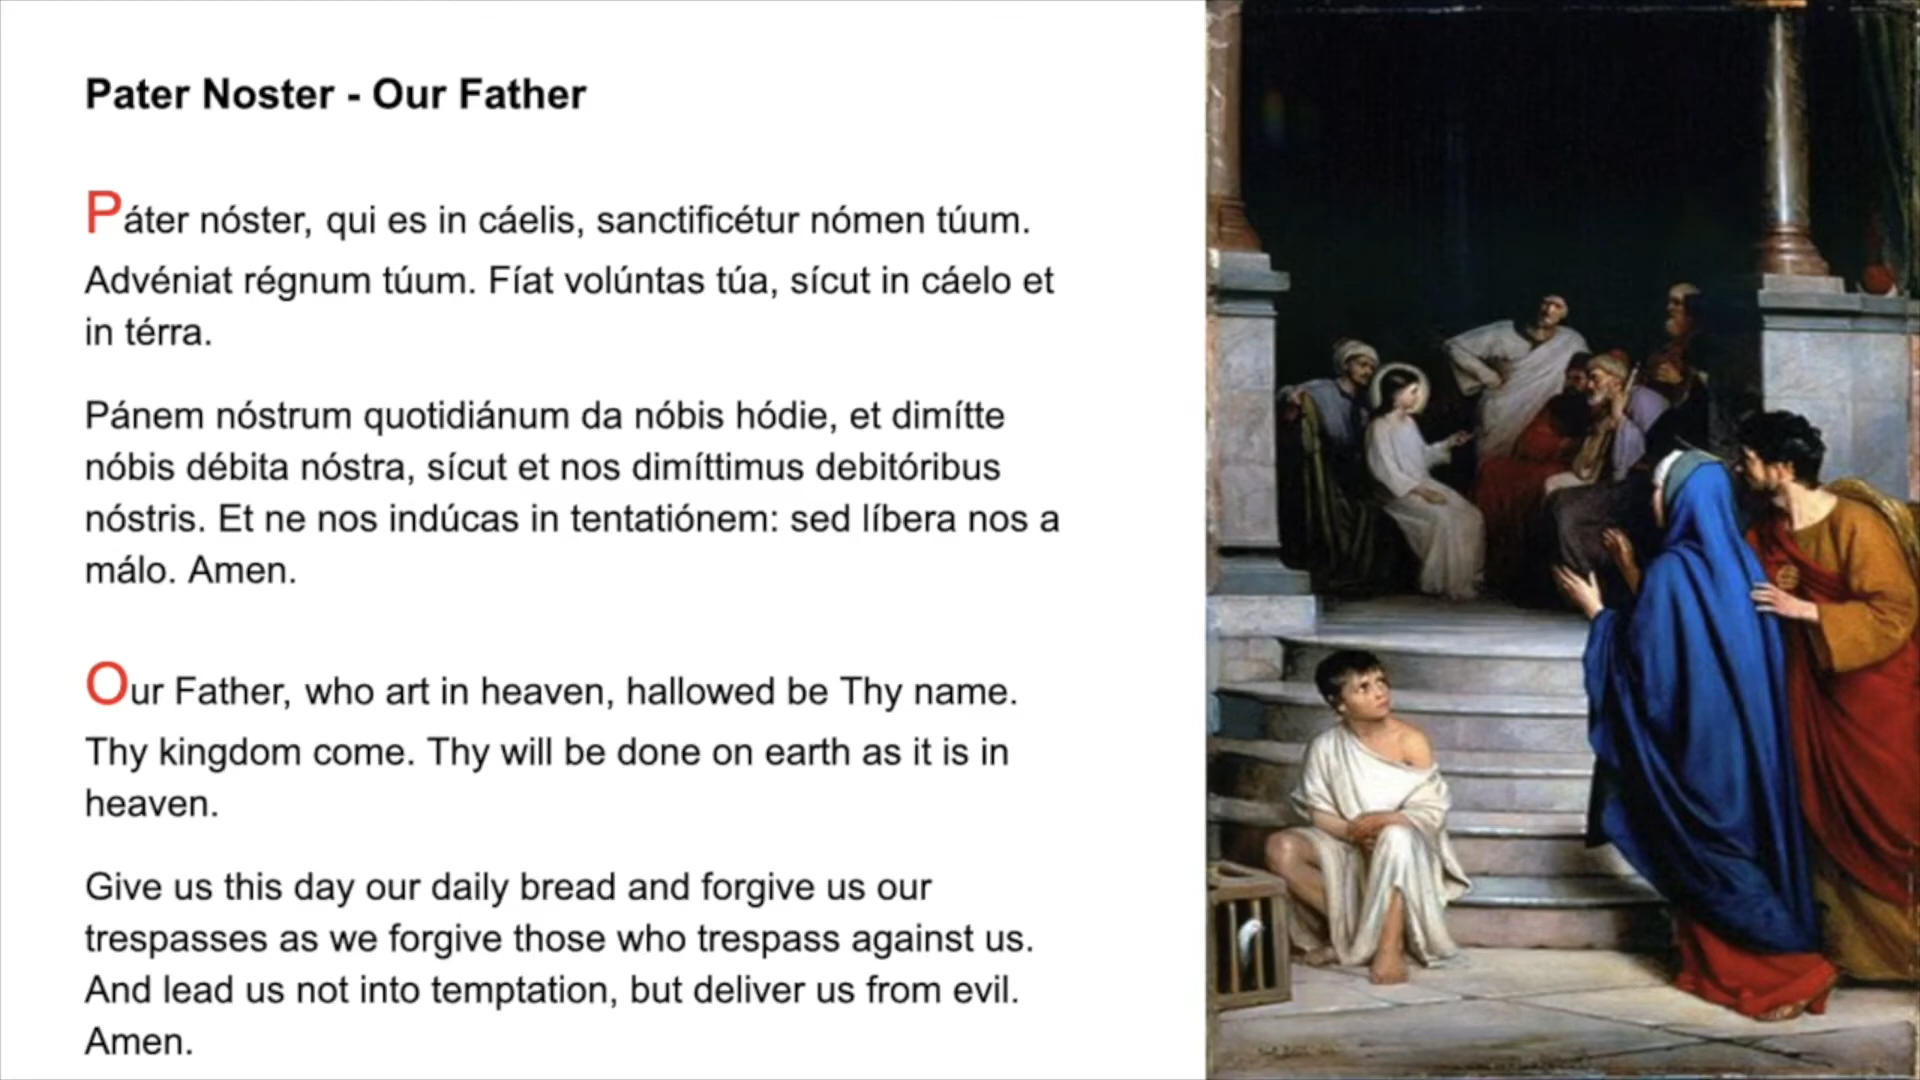 Pater Noster - Our Father
Páter nóster, qui es in cáelis, sanctificétur nómen túum.
Advéniat régnum túum. Fíat volúntas túa, sícut in cáelo et
in térra.
Pánem nóstrum quotidiánum da nóbis hódie, et dimítte
nóbis débita nóstra, sícut et nos dimíttimus debitóribus
nóstris. Et ne nos indúcas in tentatiónem: sed líbera nos a
málo. Amen.
Our Father, who art in heaven, hallowed be Thy name.
Thy kingdom come. Thy will be done on earth as it is in
heaven.
Give us this day our daily bread and forgive us our
trespasses as we forgive those who trespass against us.
And lead us not into temptation, but deliver us from evil.
Amen.